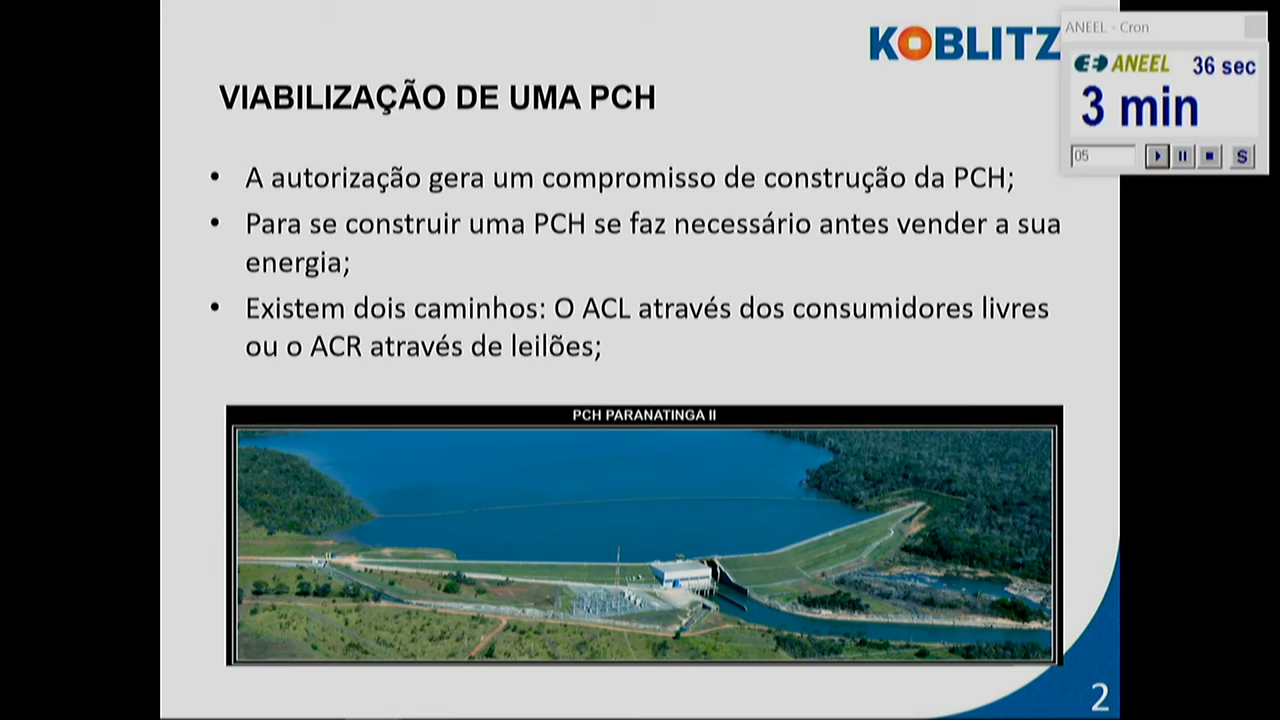 KOBLITZ
ANEEL - Cron
ANEEL
36 sec
3 min
05
S
VIABILIZAÇÃO DE UMA PCH
• A autorização gera um compromisso de construção da PCH;
• Para se construir uma PCH se faz necessário antes vender a sua
energia;
• Existem dois caminhos: O ACL através dos consumidores livres
ou o ACR através de leilões;
PCH PARANATINGA II
2